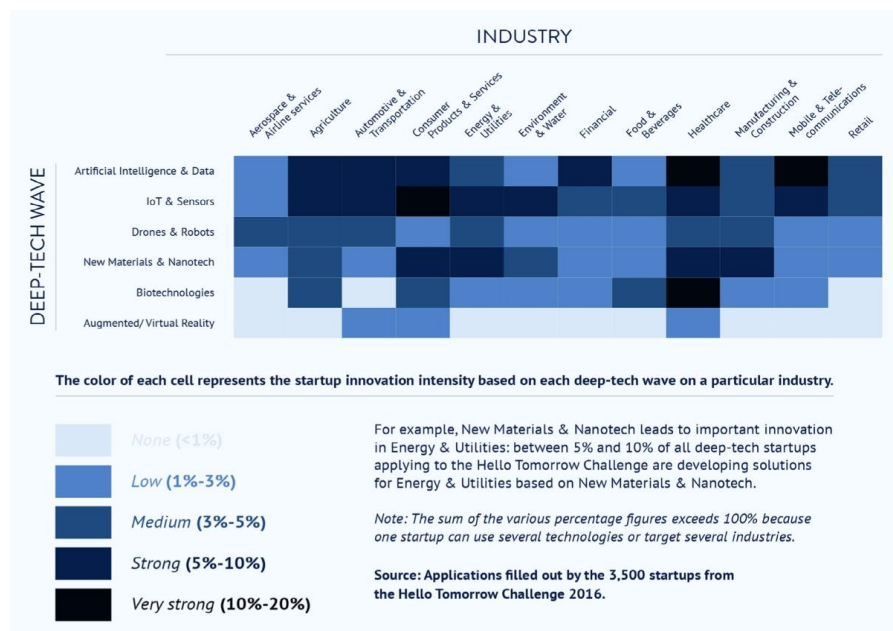 INDUSTRY
Aerospace &
Airline services
Agriculture
Automotive &
Transportation
Consumer
Products & Services
Energy &
Utilities
Environment
& Water
Financial
Food &
Beverages
Healthcare
Manufacturing &
Construction
Mobile & Tele-
communications
Retail
DEEP-TECH WAVE
Artificial Intelligence & Data
IoT & Sensors
Drones & Robots
New Materials & Nanotech
Biotechnologies
Augmented/ Virtual Reality
The color of each cell represents the startup innovation intensity based on each deep-tech wave on a particular industry.
None (<1%)
Low (1%-3%)
Medium (3%-5%)
Strong (5%-10%)
Very strong (10%-20%)
For example, New Materials & Nanotech leads to important innovation
in Energy & Utilities: between 5% and 10% of all deep-tech startups
applying to the Hello Tomorrow Challenge are developing solutions
for Energy & Utilities based on New Materials & Nanotech.
Note: The sum of the various percentage figures exceeds 100% because
one startup can use several technologies or target several industries.
Source: Applications filled out by the 3,500 startups from
the Hello Tomorrow Challenge 2016.